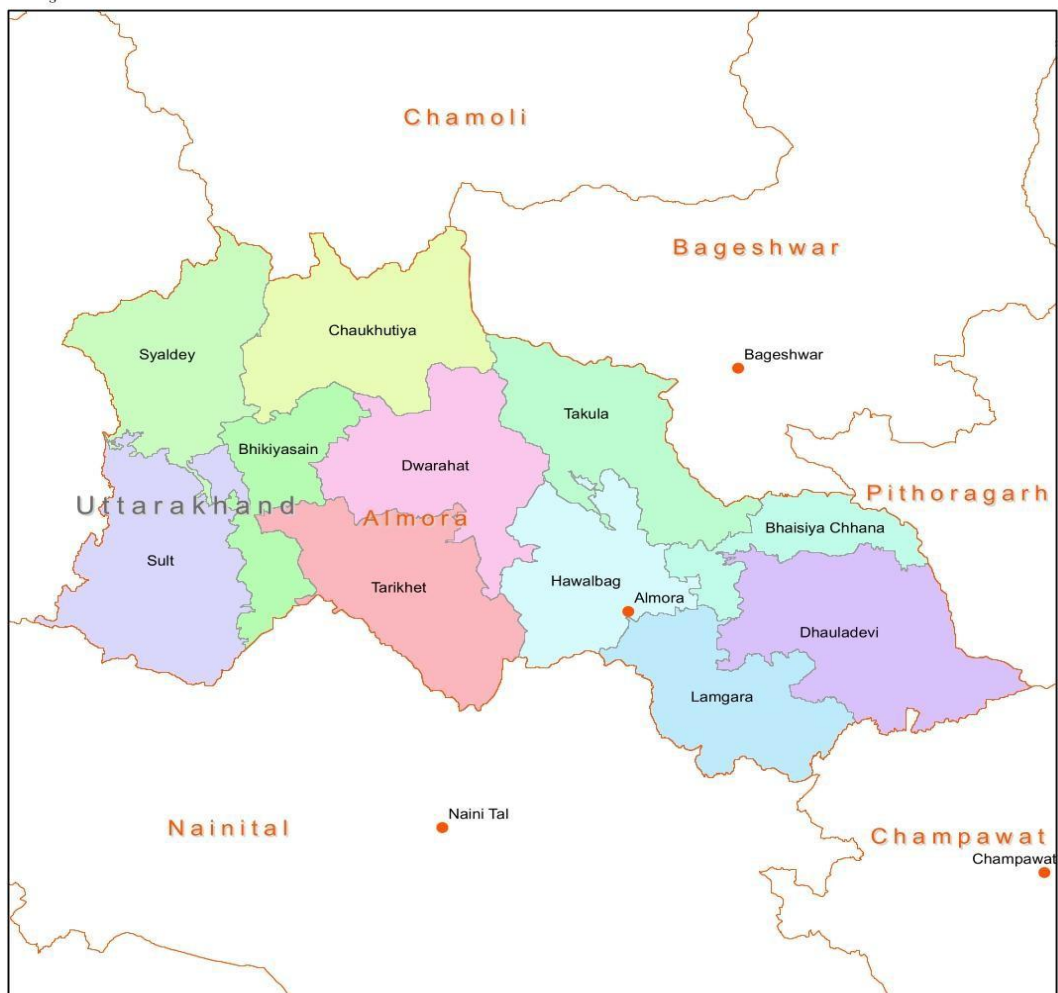 Chamoli
Bageshwar
Chaukhutiya
Syaldey
Bageshwar
Takula
Bhikiyasain
Dwarahat
Pithoragarh
Uttarakhand
Almora
Bhaisiya Chhana
Sult
Hawalbag
Tarikhet
Almora
Dhauladevi
Lamgara
Naini Tal
Nainital
Champawat
Champawat